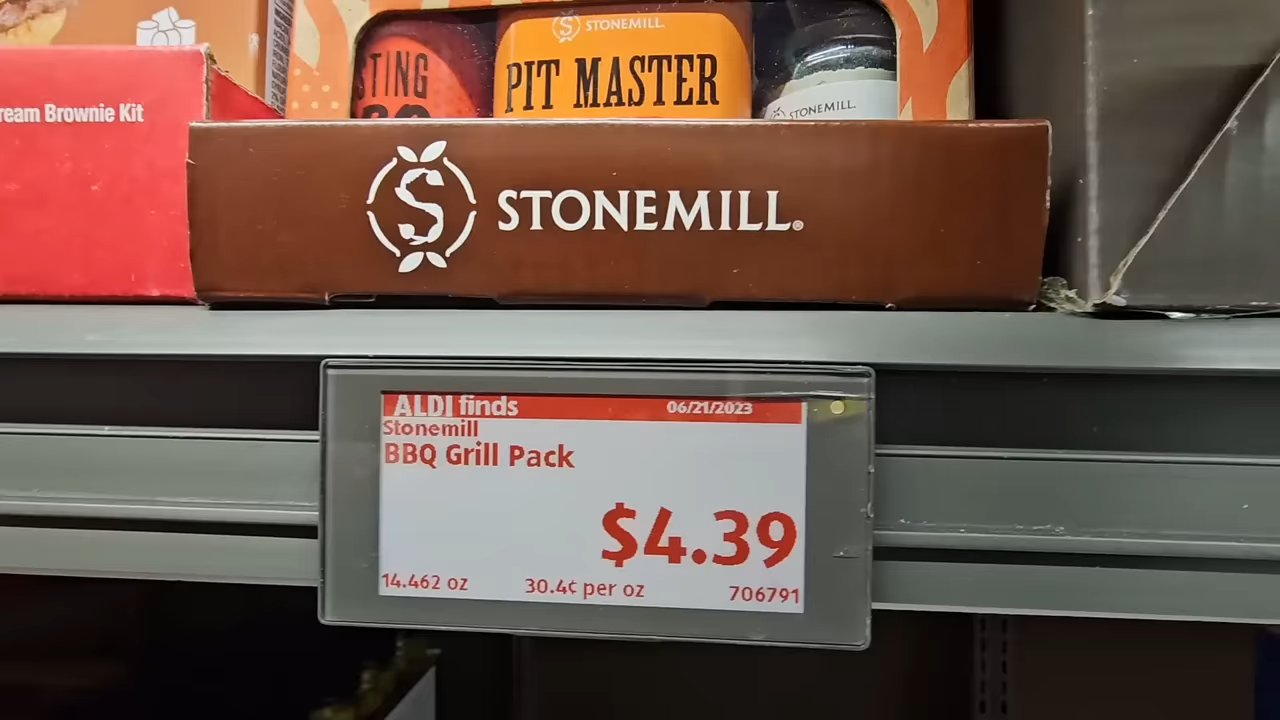 STONEMILL.
STING
PIT MASTER
STONEMILL.
ream Brownie Kit
S
STONEMILL®
ALDI finds 06/21/2023
Stonemill
BBQ Grill Pack
$4.39
14.462 oz 30.4¢ per oz 706791